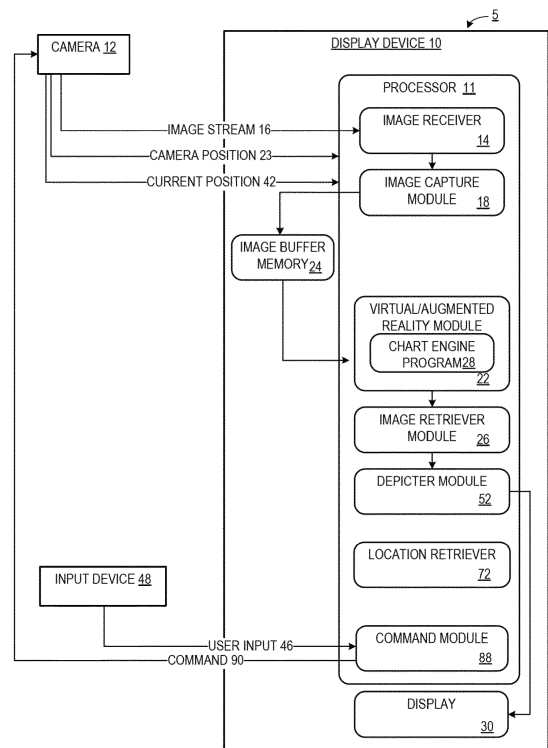 5
CAMERA 12
DISPLAY DEVICE 10
PROCESSOR 11
IMAGE RECEIVER
14
IMAGE STREAM 16
CAMERA POSITION 23
CURRENT POSITION 42
IMAGE CAPTURE
MODULE
18
IMAGE BUFFER
MEMORY 24
VIRTUAL/AUGMENTED
REALITY MODULE
CHART ENGINE
PROGRAM28
22
IMAGE RETRIEVER
MODULE
26
DEPICTER MODULE
52
LOCATION RETRIEVER
72
INPUT DEVICE 48
USER INPUT 46
COMMAND 90
COMMAND MODULE
88
DISPLAY
30